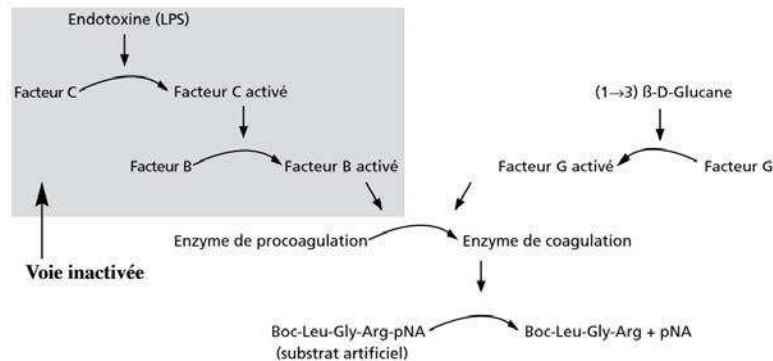 Endotoxine (LPS)
Facteur C
Facteur C activé
(1→3) ß-D-Glucane
Facteur B
Facteur B activé
Facteur G activé
Facteur G
Enzyme de procoagulation
Enzyme de coagulation
Voie inactivée
Boc-Leu-Gly-Arg-pNA
(substrat artificiel)
Boc-Leu-Gly-Arg + pNA